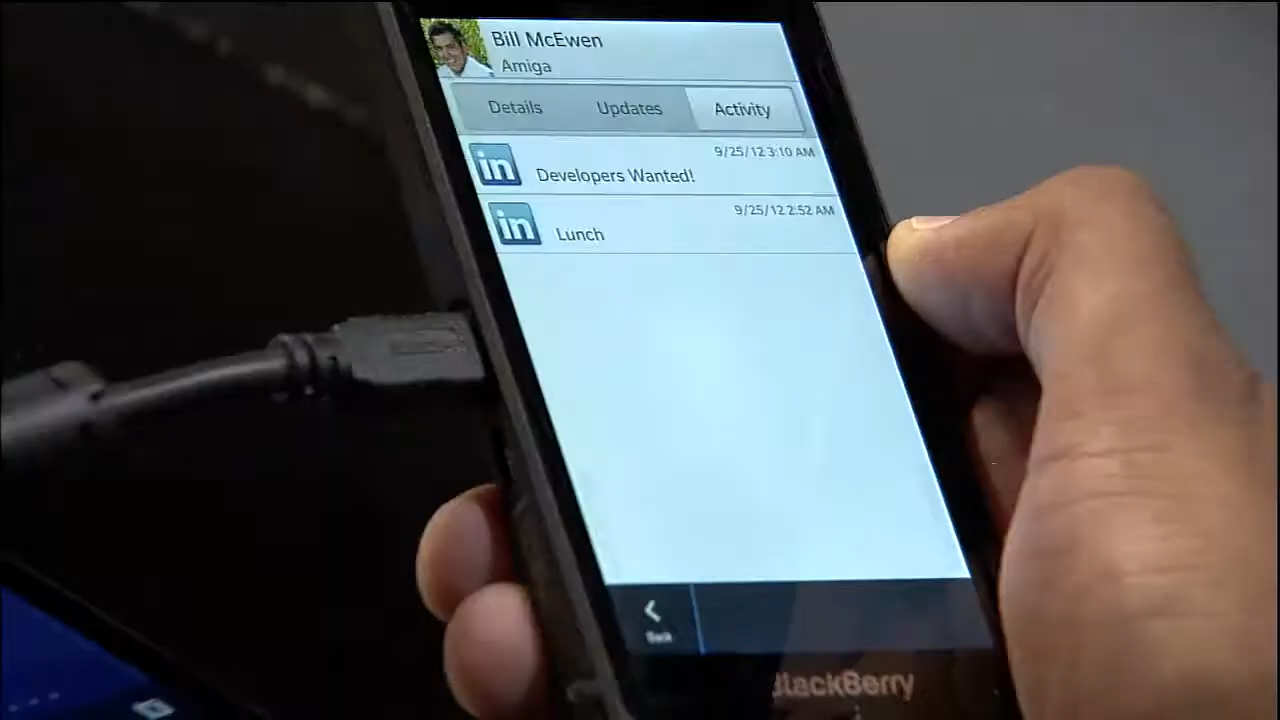 Bill McEwen
Amiga
Details Updates Activity
9/25/12 3:10 AM
in Developers Wanted!
9/25/12 2:52 AM
in Lunch
Back
BlackBerry